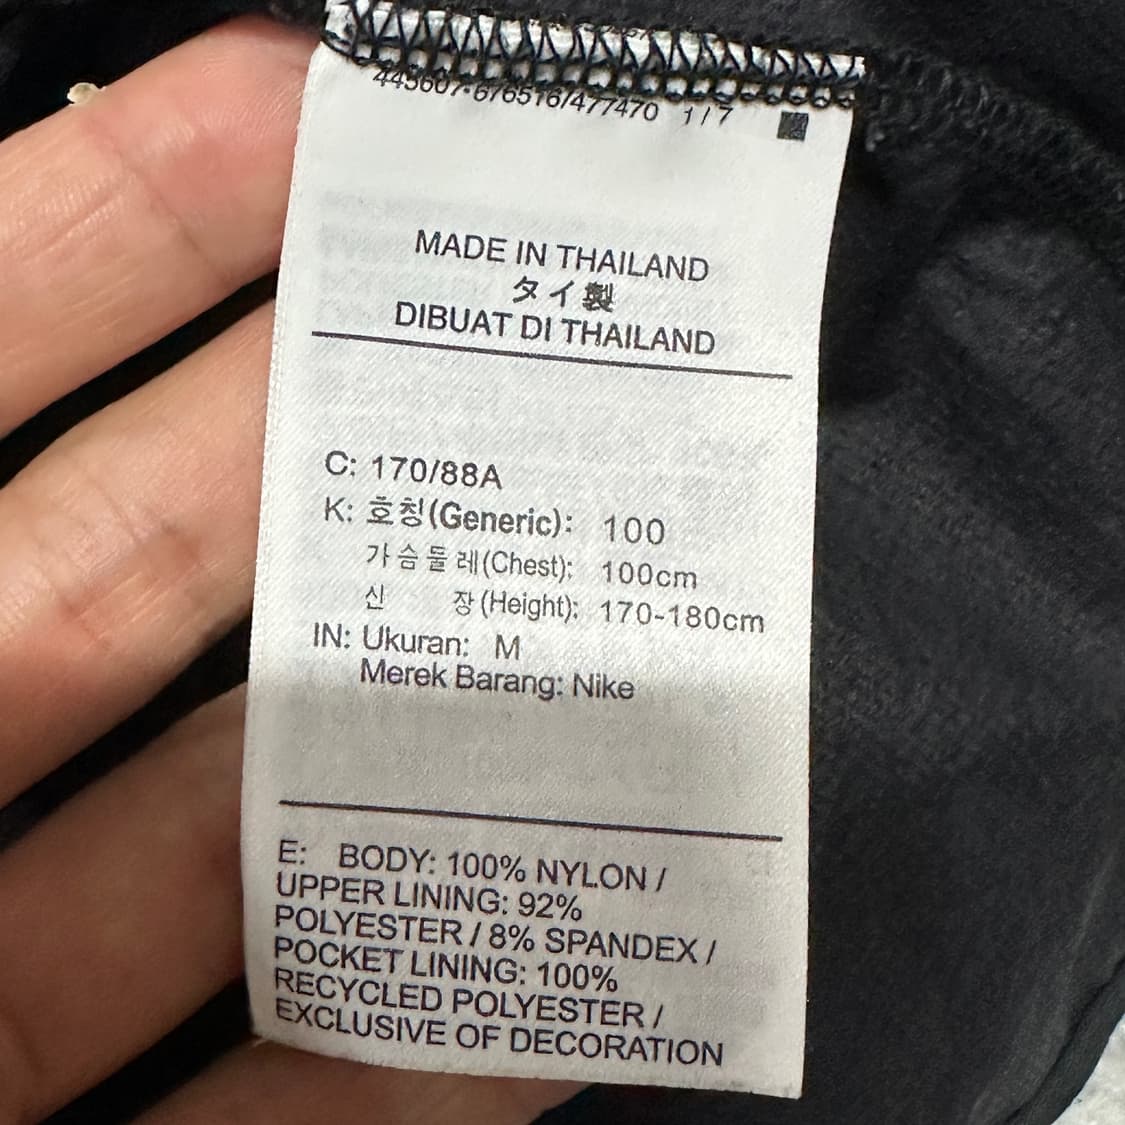 445607-676516/477470 1/7
MADE IN THAILAND
タイ製
DIBUAT DI THAILAND
C: 170/88A
K: 호칭(Generic): 100
가슴둘레(Chest): 100cm
신 장(Height): 170-180cm
IN: Ukuran: M
Merek Barang: Nike
E: BODY: 100% NYLON /
UPPER LINING: 92%
POLYESTER / 8% SPANDEX /
POCKET LINING: 100%
RECYCLED POLYESTER /
EXCLUSIVE OF DECORATION